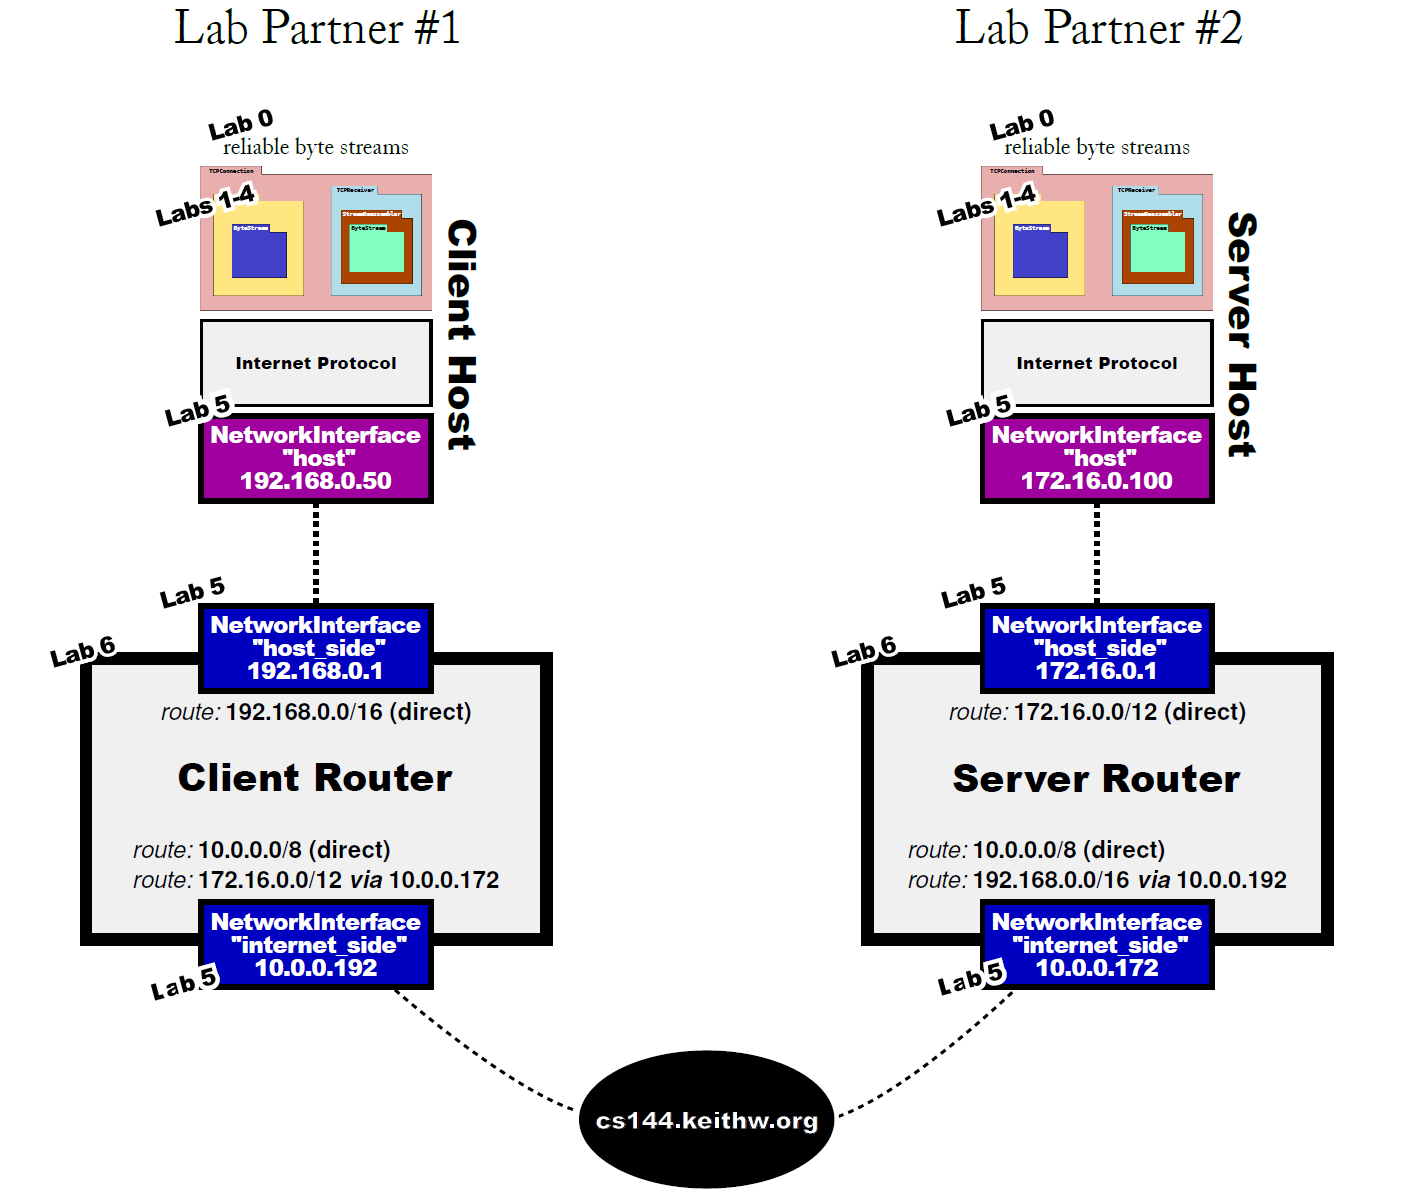 Lab Partner #1
Lab 0
reliable byte streams
TCPConnection
Labs 1-4
TCPReceiver
StreamReassembler
ByteStream
ByteStream
Client Host
Internet Protocol
Lab 5
NetworkInterface
"host"
192.168.0.50
Lab 5
NetworkInterface
"host_side"
192.168.0.1
Lab 6
route: 192.168.0.0/16 (direct)
Client Router
route: 10.0.0.0/8 (direct)
route: 172.16.0.0/12 via 10.0.0.172
NetworkInterface
"internet_side"
10.0.0.192
Lab 5
Lab Partner #2
Lab 0
reliable byte streams
TCPConnection
Labs 1-4
TCPReceiver
StreamReassembler
ByteStream
ByteStream
Server Host
Internet Protocol
Lab 5
NetworkInterface
"host"
172.16.0.100
Lab 5
NetworkInterface
"host_side"
172.16.0.1
Lab 6
route: 172.16.0.0/12 (direct)
Server Router
route: 10.0.0.0/8 (direct)
route: 192.168.0.0/16 via 10.0.0.192
NetworkInterface
"internet_side"
10.0.0.172
Lab 5
cs144.keithw.org